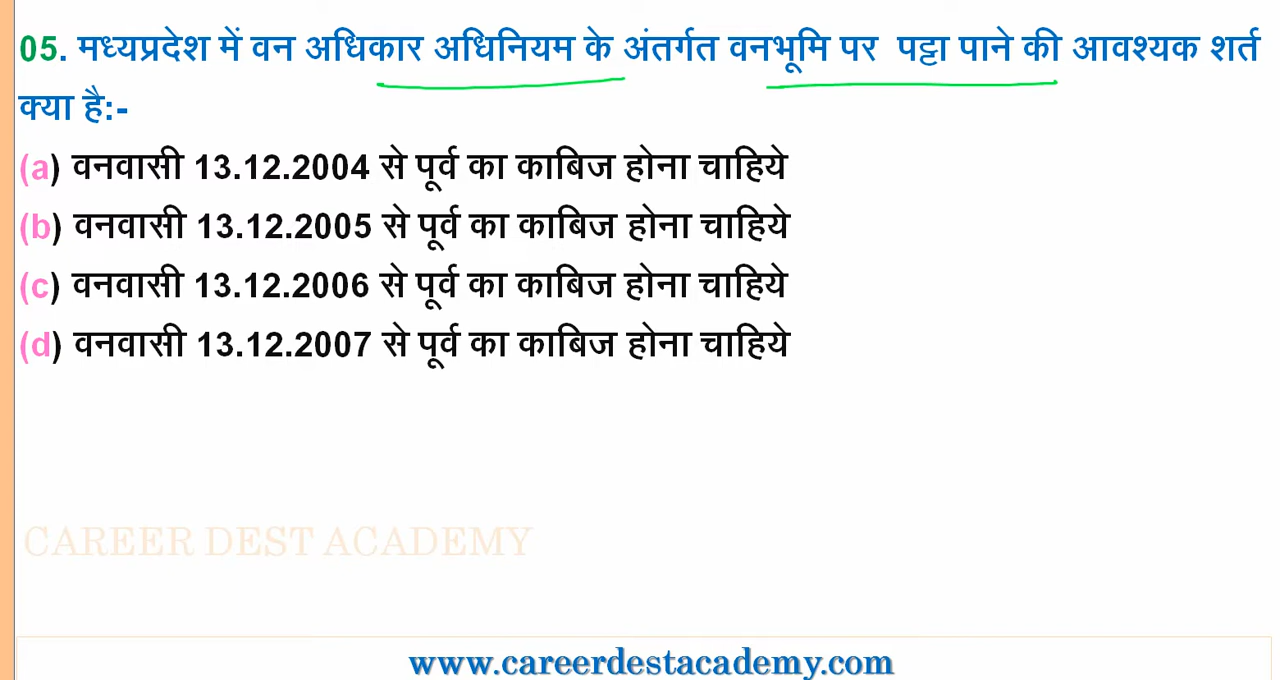 05. मध्यप्रदेश में वन अधिकार अधिनियम के अंतर्गत वनभूमि पर पट्टा पाने की आवश्यक शर्त
क्या है:-
(a) वनवासी 13.12.2004 से पूर्व का काबिज होना चाहिये
(b) वनवासी 13.12.2005 से पूर्व का काबिज होना चाहिये
(c) वनवासी 13.12.2006 से पूर्व का काबिज होना चाहिये
(d) वनवासी 13.12.2007 से पूर्व का काबिज होना चाहिये
CAREER DEST ACADEMY
www.careerdestacademy.com